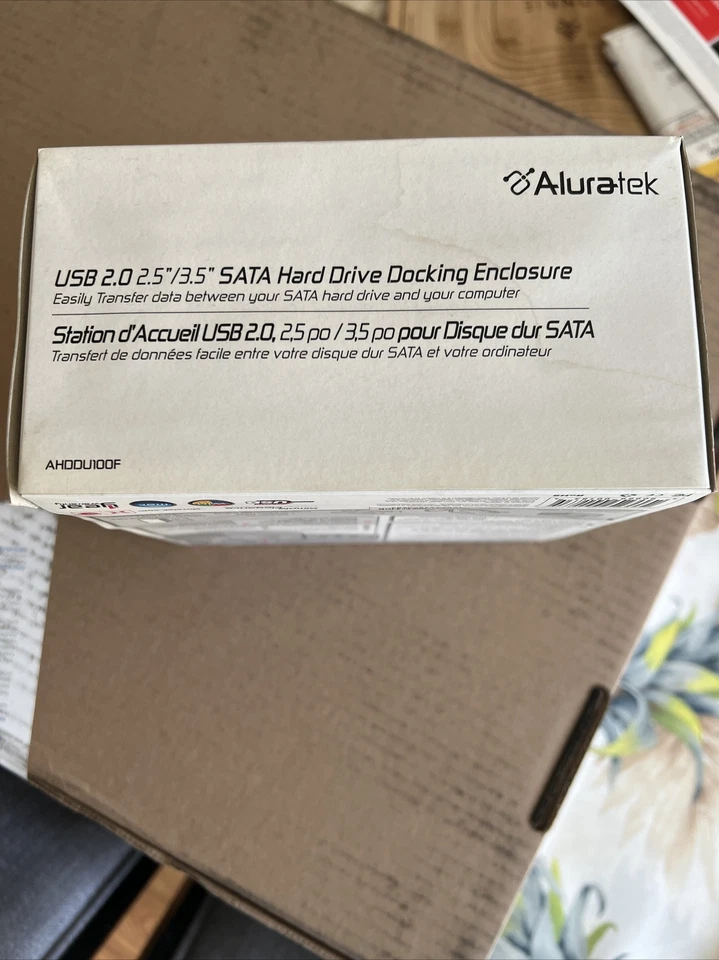 Aluratek
USB 2.0 2.5"/3.5" SATA Hard Drive Docking Enclosure
Easily Transfer data between your SATA hard drive and your computer
Station d'Accueil USB 2.0, 2,5 po / 3,5 po pour Disque dur SATA
Transfert de données facile entre votre disque dur SATA et votre ordinateur
AHDDU100F